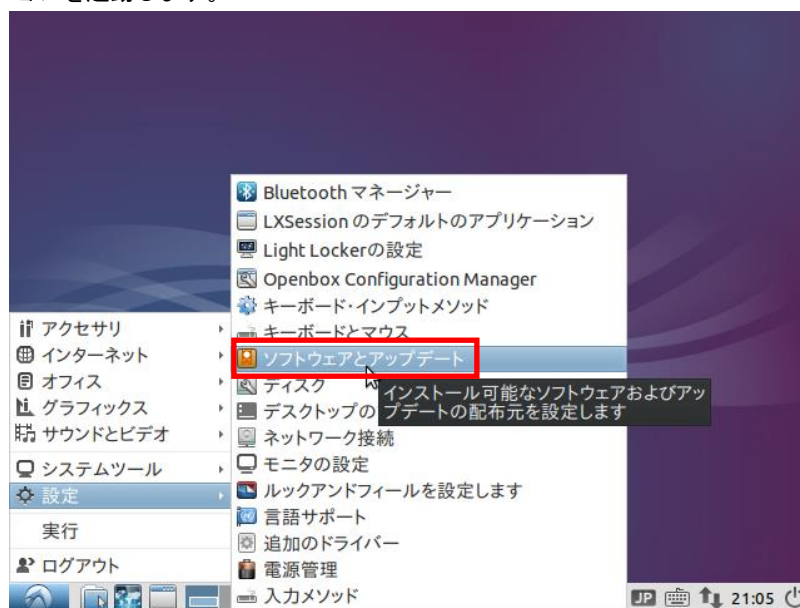 Bluetooth マネージャー
LXSession のデフォルトのアプリケーション
Light Lockerの設定
Openbox Configuration Manager
キーボード・インプットメソッド
キーボードとマウス
ソフトウェアとアップデート
ディスク
デスクトップの
インストール可能なソフトウェアおよびアッ
プデートの配布元を設定します
ネットワーク接続
モニタの設定
ルックアンドフィールを設定します
言語サポート
追加のドライバー
電源管理
入力メソッド
アクセサリ
インターネット
オフィス
グラフィックス
サウンドとビデオ
システムツール
設定
実行
ログアウト
JP 21:05